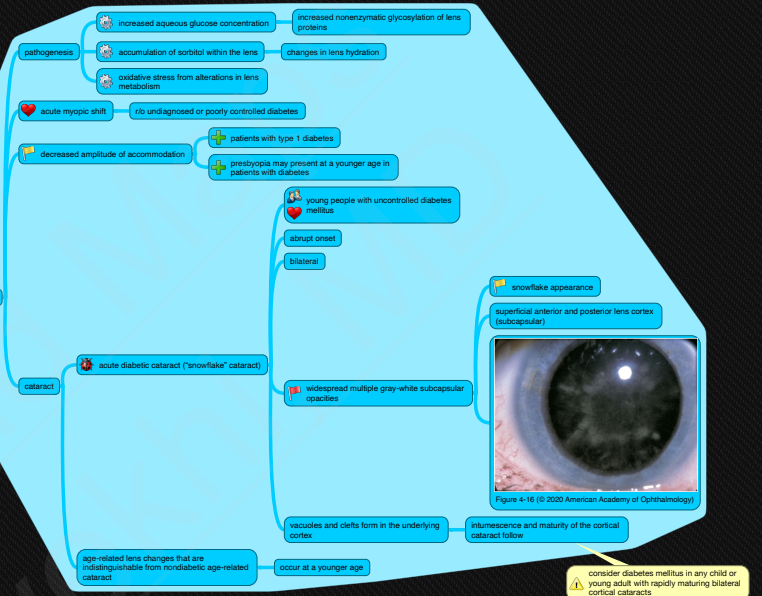 pathogenesis
increased aqueous glucose concentration
increased nonenzymatic glycosylation of lens
proteins
accumulation of sorbitol within the lens
changes in lens hydration
oxidative stress from alterations in lens
metabolism
acute myopic shift
r/o undiagnosed or poorly controlled diabetes
decreased amplitude of accommodation
patients with type 1 diabetes
presbyopia may present at a younger age in
patients with diabetes
cataract
acute diabetic cataract ("snowflake" cataract)
young people with uncontrolled diabetes
mellitus
abrupt onset
bilateral
widespread multiple gray-white subcapsular
opacities
snowflake appearance
superficial anterior and posterior lens cortex
(subcapsular)
Figure 4-16 (© 2020 American Academy of Ophthalmology)
vacuoles and clefts form in the underlying
cortex
intumescence and maturity of the cortical
cataract follow
consider diabetes mellitus in any child or
young adult with rapidly maturing bilateral
cortical cataracts
age-related lens changes that are
indistinguishable from nondiabetic age-related
cataract
occur at a younger age